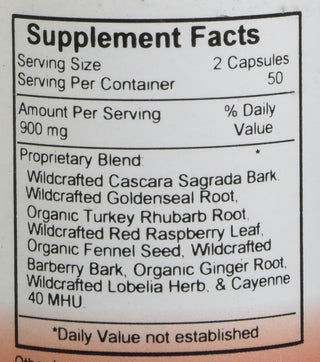 Supplement Facts
Serving Size 2 Capsules
Serving Per Container 50
Amount Per Serving % Daily
900 mg Value
Proprietary Blend: *
Wildcrafted Cascara Sagrada Bark
Wildcrafted Goldenseal Root,
Organic Turkey Rhubarb Root,
Wildcrafted Red Raspberry Leaf,
Organic Fennel Seed, Wildcrafted
Barberry Bark, Organic Ginger Root,
Wildcrafted Lobelia Herb, & Cayenne
40 MHU.
*Daily Value not established